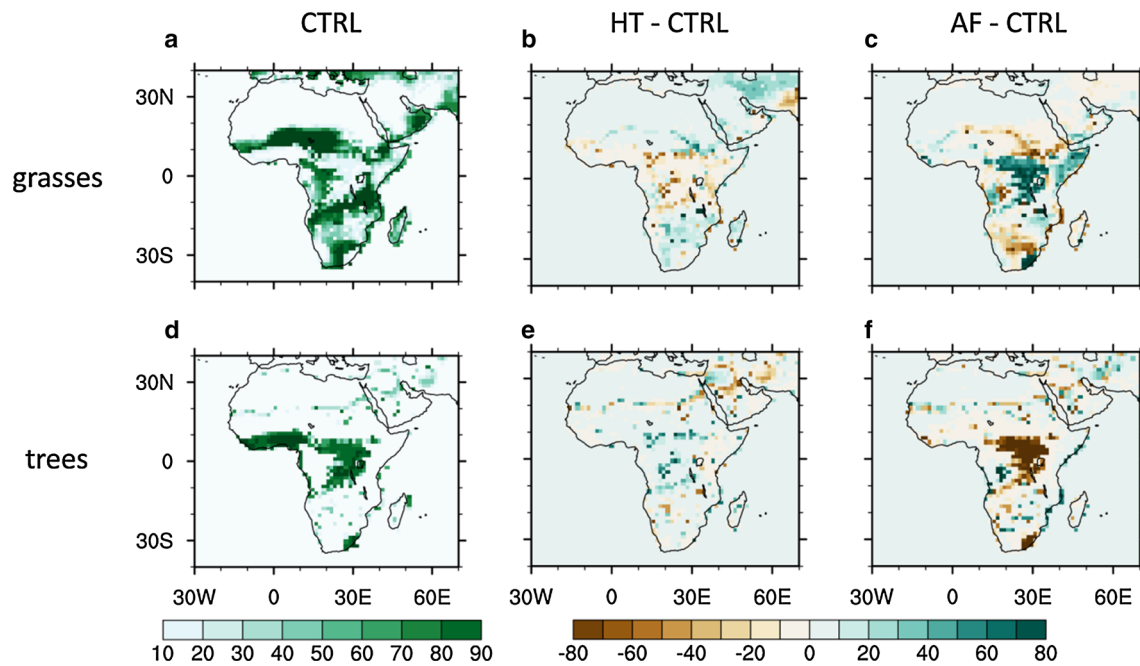 CTRL HT - CTRL AF - CTRL
a b c
30N
grasses 0
30S
d e f
30N
trees 0
30S
30W 0 30E 60E 30W 0 30E 60E 30W 0 30E 60E
10 20 30 40 50 60 70 80 90 -80 -60 -40 -20 0 20 40 60 80